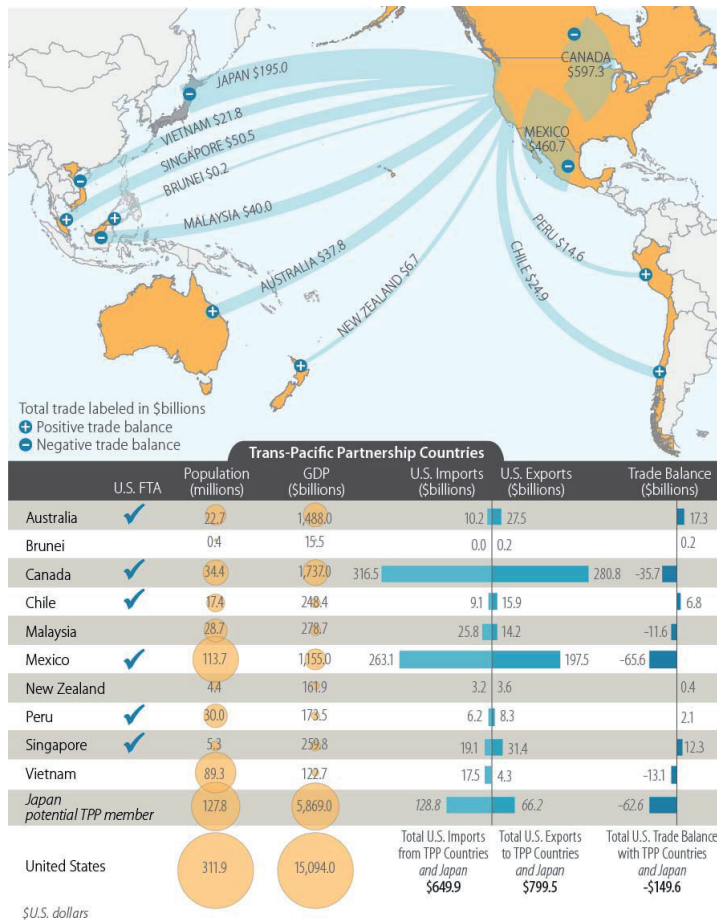 JAPAN $195.0
VIETNAM $21.8
SINGAPORE $50.5
BRUNEI $0.2
MALAYSIA $40.0
AUSTRALIA $37.8
NEW ZEALAND $6.7
CANADA
$597.3
MEXICO
$460.7
PERU $14.6
CHILE $24.9
Total trade labeled in $billions
Positive trade balance
Negative trade balance
Trans-Pacific Partnership Countries
U.S. FTA Population (millions) GDP ($billions) U.S. Imports ($billions) U.S. Exports ($billions) Trade Balance ($billions)
Australia ✔ 22.7 1,488.0 10.2 27.5 17.3
Brunei 0.4 15.5 0.0 0.2 0.2
Canada ✔ 34.4 1,737.0 316.5 280.8 -35.7
Chile ✔ 17.4 248.4 9.1 15.9 6.8
Malaysia 28.7 278.7 25.8 14.2 -11.6
Mexico ✔ 113.7 1,155.0 263.1 197.5 -65.6
New Zealand 4.4 161.9 3.2 3.6 0.4
Peru ✔ 30.0 173.5 6.2 8.3 2.1
Singapore ✔ 5.3 259.8 19.1 31.4 12.3
Vietnam 89.3 122.7 17.5 4.3 -13.1
Japan
potential TPP member 127.8 5,869.0 128.8 66.2 -62.6
United States 311.9 15,094.0
Total U.S. Imports from TPP Countries and Japan $649.9
Total U.S. Exports to TPP Countries and Japan $799.5
Total U.S. Trade Balance with TPP Countries and Japan -$149.6
$U.S. dollars